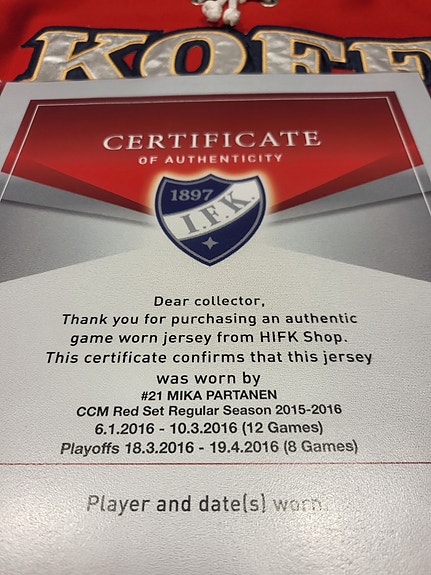 KOFF
CERTIFICATE
OF AUTHENTICITY
1897
I.F.K.
Dear collector,
Thank you for purchasing an authentic
game worn jersey from HIFK Shop.
This certificate confirms that this jersey
was worn by
#21 MIKA PARTANEN
CCM Red Set Regular Season 2015-2016
6.1.2016 - 10.3.2016 (12 Games)
Playoffs 18.3.2016 - 19.4.2016 (8 Games)
Player and date(s) worn.